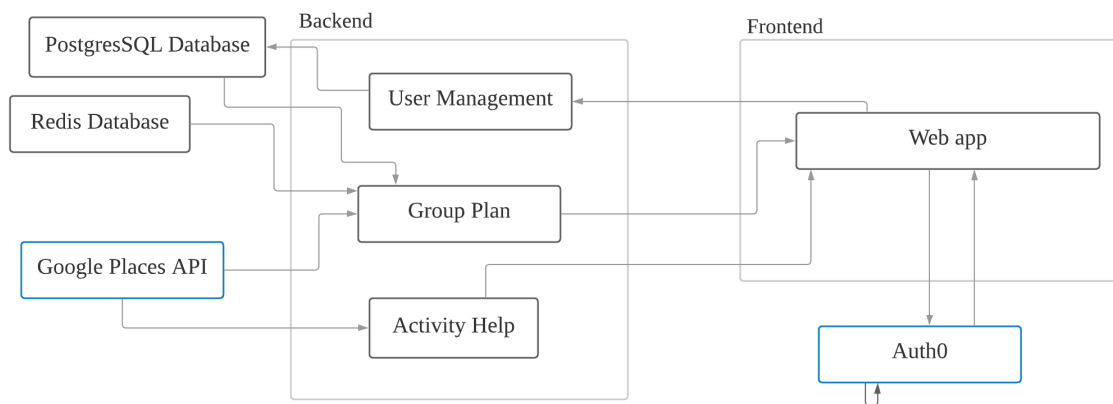 Backend
Frontend
PostgresSQL Database
User Management
Redis Database
Web app
Group Plan
Google Places API
Activity Help
Auth0